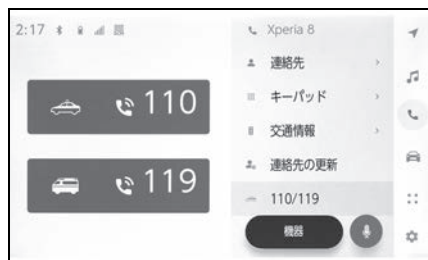 2:17
110
119
Xperia 8
連絡先
キーパッド
交通情報
連絡先の更新
110/119
機器